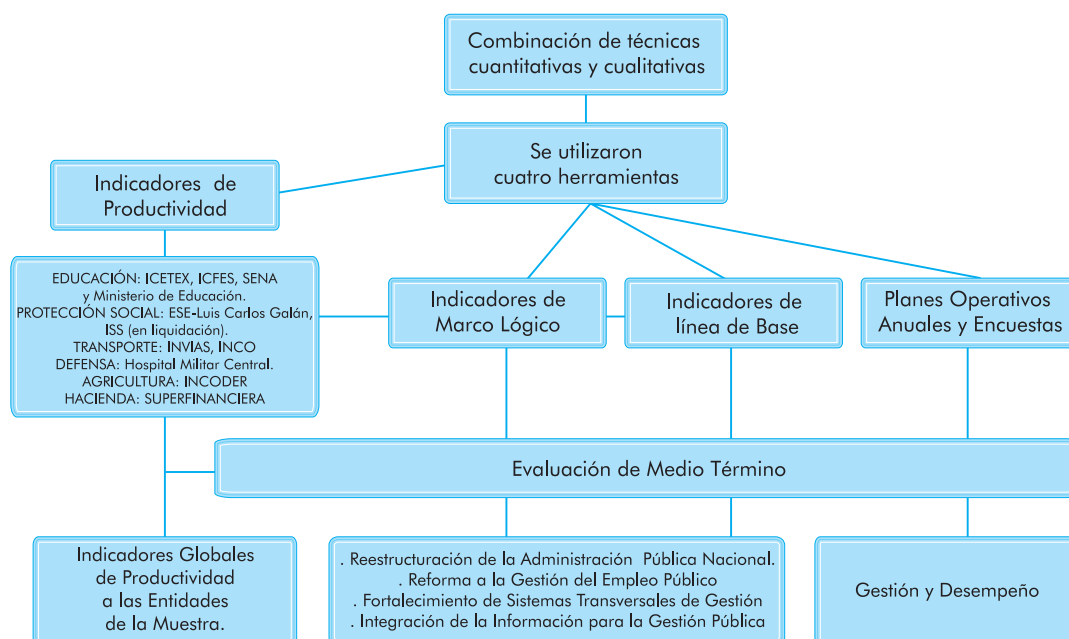 Combinación de técnicas
cuantitativas y cualitativas
Se utilizaron
cuatro herramientas
Indicadores de
Productividad
EDUCACIÓN: ICETEX, ICFES, SENA
y Ministerio de Educación.
PROTECCIÓN SOCIAL: ESE-Luis Carlos Galán,
ISS (en liquidación).
TRANSPORTE: INVIAS, INCO
DEFENSA: Hospital Militar Central.
AGRICULTURA: INCODER
HACIENDA: SUPERFINANCIERA
Indicadores de
Marco Lógico
Indicadores de
línea de Base
Planes Operativos
Anuales y Encuestas
Evaluación de Medio Término
Indicadores Globales
de Productividad
a las Entidades
de la Muestra.
. Reestructuración de la Administración Pública Nacional.
. Reforma a la Gestión del Empleo Público
. Fortalecimiento de Sistemas Transversales de Gestión
. Integración de la Información para la Gestión Pública
Gestión y Desempeño